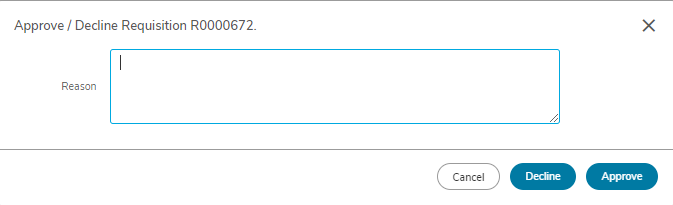 Approve / Decline Requisition R0000672.
Reason
Cancel Decline Approve